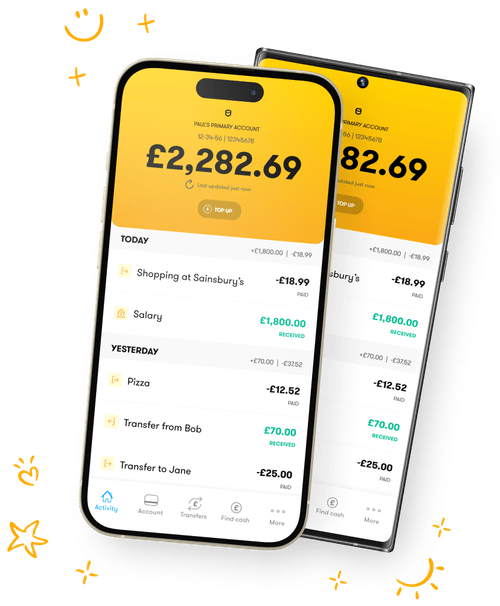 PAUL'S PRIMARY ACCOUNT
12-34-56 | 12345678
£2,282.69
Last updated just now
TOP UP
TODAY
+£1,800.00 | -£18.99
Shopping at Sainsbury's
-£18.99
PAID
Salary
£1,800.00
RECEIVED
YESTERDAY
+£70.00 | -£37.52
Pizza
-£12.52
PAID
Transfer from Bob
£70.00
RECEIVED
Transfer to Jane
-£25.00
Activity
Account
Transfers
Find cash
More
PRIMARY ACCOUNT
56 | 12345678
82.69
updated just now
TOP UP
+£1,800.00 | -£18.99
sbury's
-£18.99
PAID
£1,800.00
RECEIVED
+£70.00 | -£37.52
-£12.52
PAID
£70.00
RECEIVED
-£25.00
Find cash
More